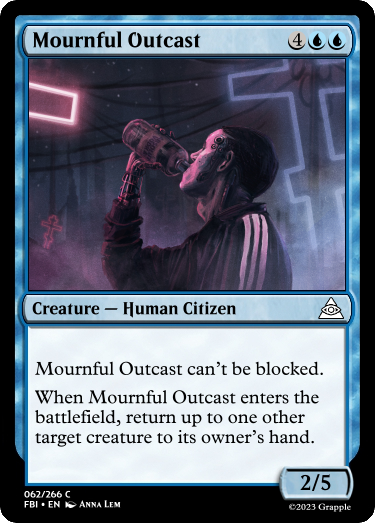 Mournful Outcast 4
Creature — Human Citizen
Mournful Outcast can't be blocked.
When Mournful Outcast enters the
battlefield, return up to one other
target creature to its owner's hand.
2/5
062/266 C
FBI • EN Anna Lem
©2023 Grapple